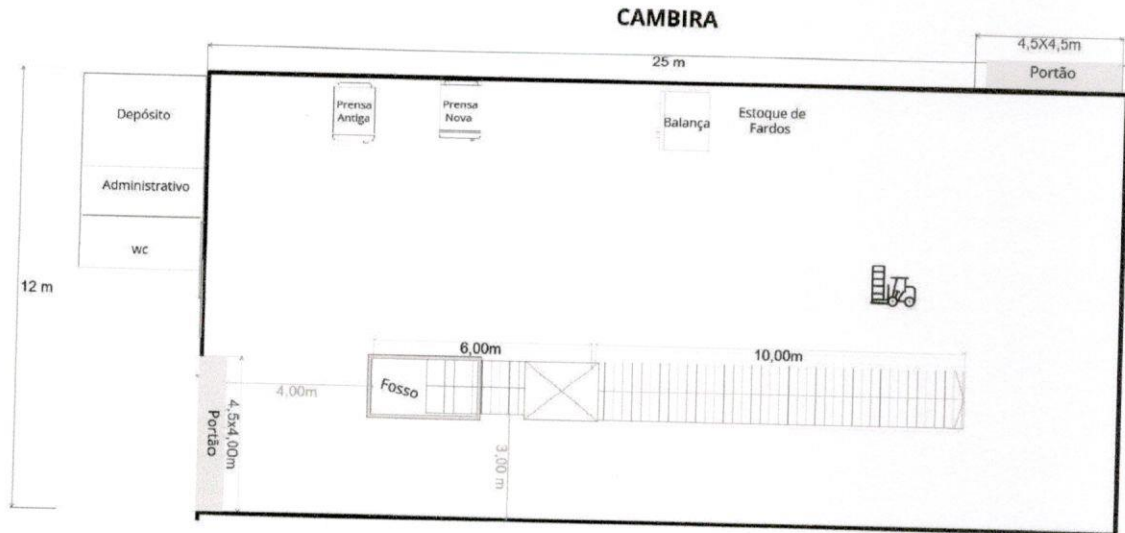 CAMBIRA
4,5X4,5m
25 m
Portão
Depósito
Prensa
Antiga
Prensa
Nova
Balança
Estoque de
Fardos
Administrativo
WC
12 m
6,00m
10,00m
4,00m
Fosso
Portão
4,5x4,00m
3,00 m